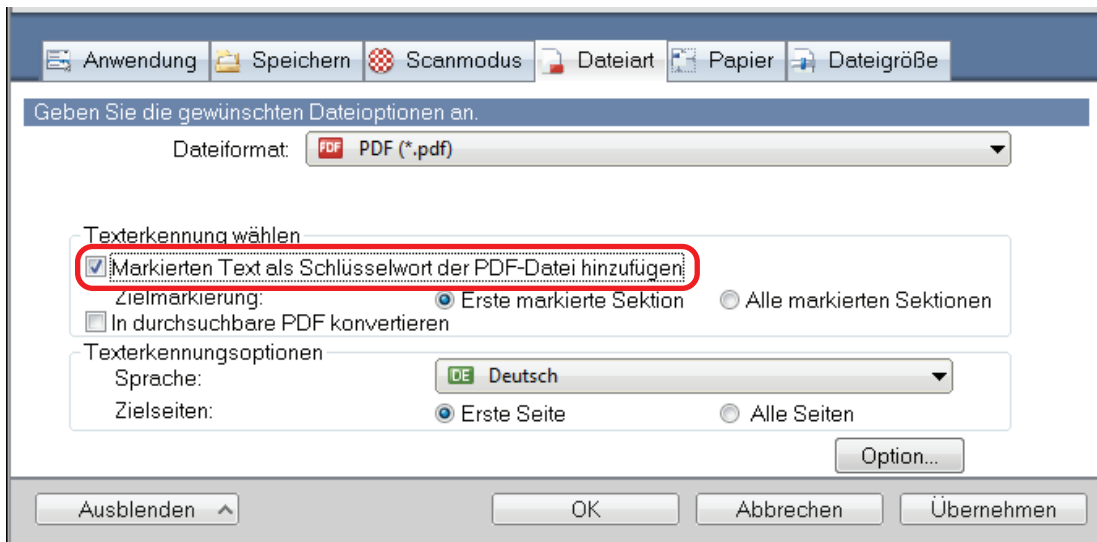 Anwendung Speichern Scanmodus Dateiart Papier Dateigröße
Geben Sie die gewünschten Dateioptionen an.
Dateiformat: PDF PDF (*.pdf)
Texterkennung wählen
Markierten Text als Schlüsselwort der PDF-Datei hinzufügen
Zielmarkierung: Erste markierte Sektion Alle markierten Sektionen
In durchsuchbare PDF konvertieren
Texterkennungsoptionen
Sprache: DE Deutsch
Zielseiten: Erste Seite Alle Seiten
Option...
Ausblenden OK Abbrechen Übernehmen